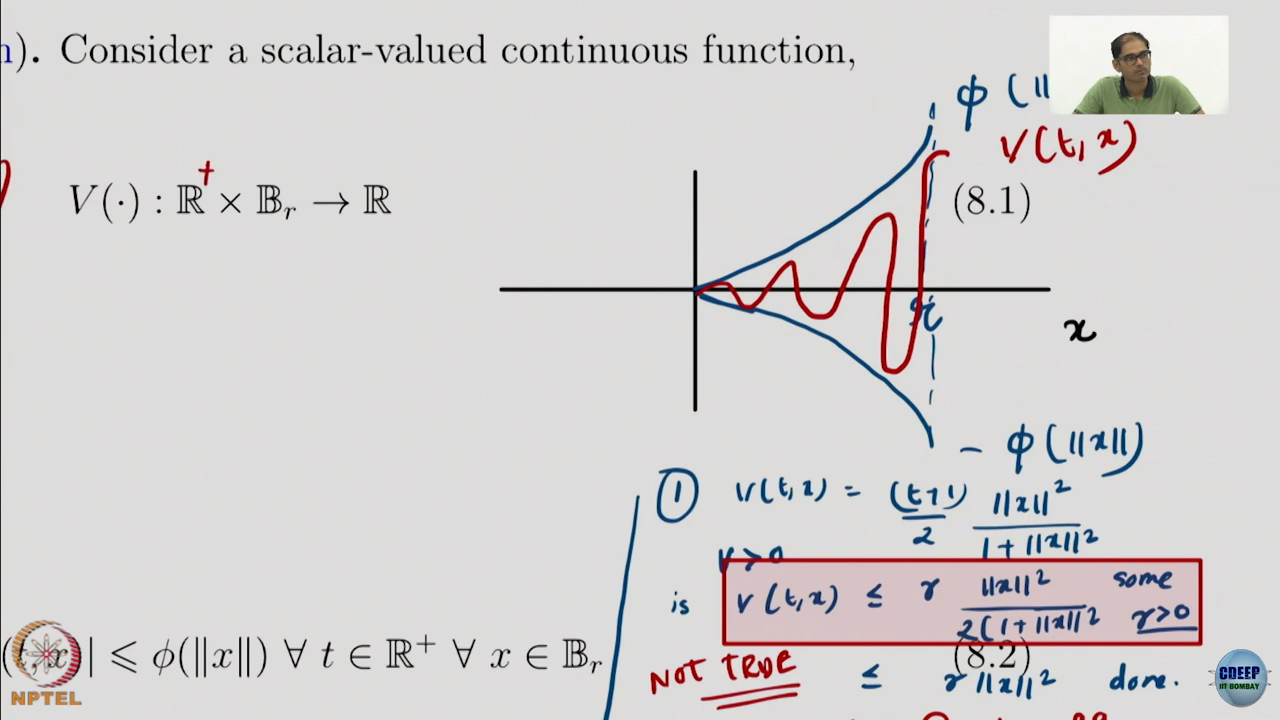 n). Consider a scalar-valued continuous function,
ϕ (||
V(t, x)
V(·) : ℝ⁺ × 𝔹ᵣ → ℝ
(8.1)
r
x
− ϕ(||x||)
① V(t, x) = (t+1)/2 ||x||²/(1+||x||²)
V>0
is V(t, x) ≤ γ ||x||²/2(1+||x||² some γ>0
(t, x)| ⩽ ϕ(∥x∥) ∀ t ∈ ℝ⁺ ∀ x ∈ 𝔹ᵣ
(8.2)
NOT TRUE ≤ γ||x||² done.
NPTEL
CDEEP
IIT BOMBAY